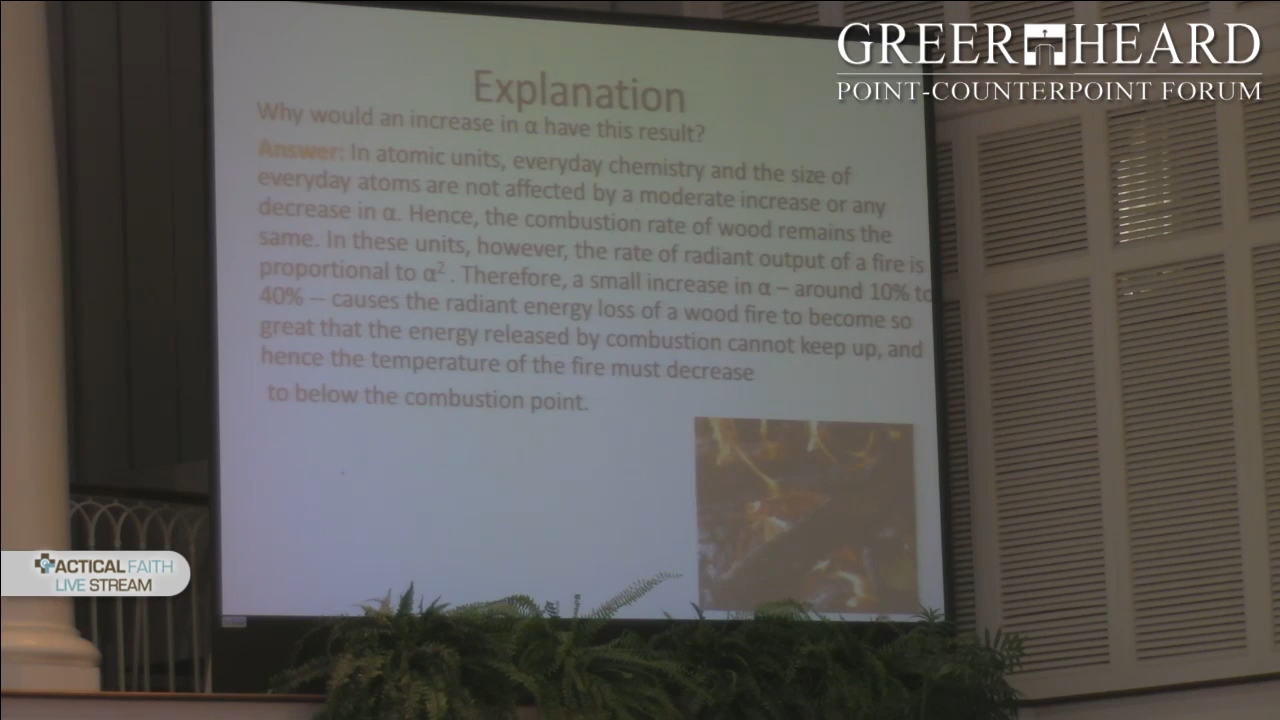 GREER HEARD
POINT-COUNTERPOINT FORUM
Explanation
Why would an increase in α have this result?
Answer: In atomic units, everyday chemistry and the size of
everyday atoms are not affected by a moderate increase or any
decrease in α. Hence, the combustion rate of wood remains the
same. In these units, however, the rate of radiant output of a fire is
proportional to α² . Therefore, a small increase in α – around 10% to
40% – causes the radiant energy loss of a wood fire to become so
great that the energy released by combustion cannot keep up, and
hence the temperature of the fire must decrease
to below the combustion point.
TACTICAL FAITH
LIVE STREAM